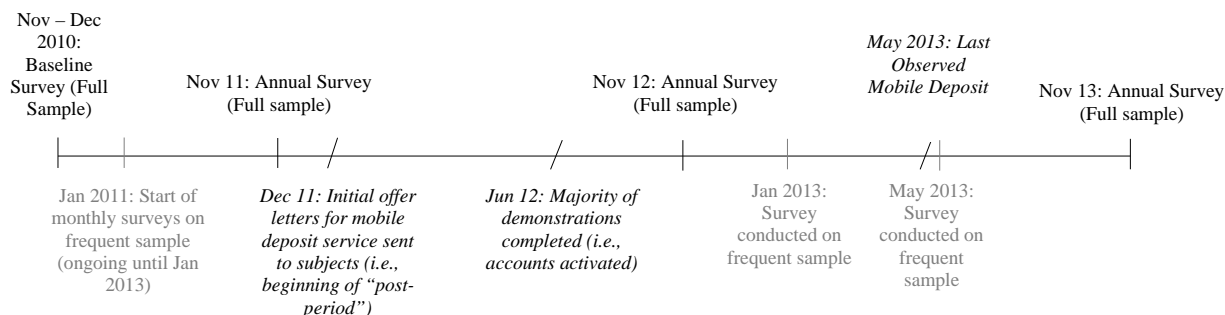 Nov – Dec
2010:
Baseline
Survey (Full
Sample)
Nov 11: Annual Survey
(Full sample)
Nov 12: Annual Survey
(Full sample)
May 2013: Last
Observed
Mobile Deposit
Nov 13: Annual Survey
(Full sample)
Jan 2011: Start of
monthly surveys on
frequent sample
(ongoing until Jan
2013)
Dec 11: Initial offer
letters for mobile
deposit service sent
to subjects (i.e.,
beginning of “post-
period”)
Jun 12: Majority of
demonstrations
completed (i.e.,
accounts activated)
Jan 2013:
Survey
conducted on
frequent sample
May 2013:
Survey
conducted on
frequent
sample